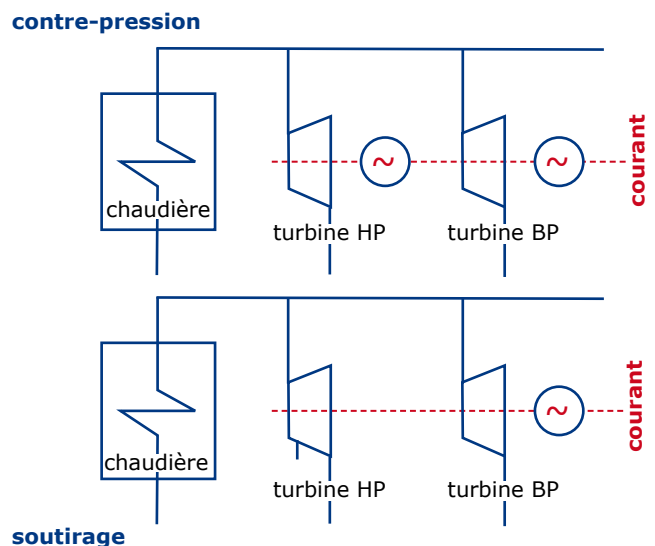 contre-pression
courant
~
~
chaudière
turbine HP
turbine BP
courant
~
chaudière
turbine HP
turbine BP
soutirage